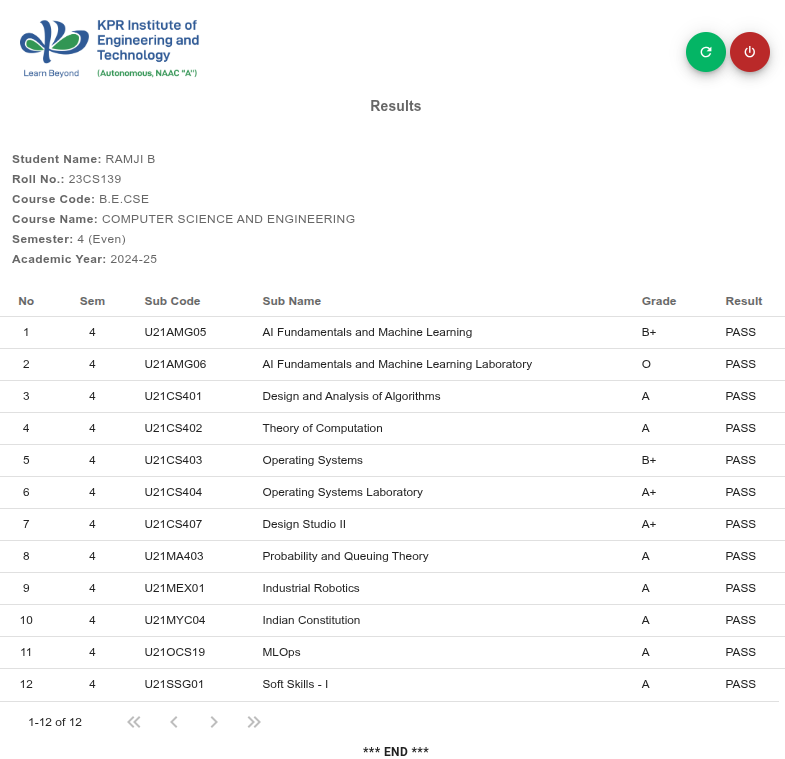 KPR Institute of
Engineering and
Technology
Learn Beyond (Autonomous, NAAC "A")
Results
Student Name: RAMJI B
Roll No.: 23CS139
Course Code: B.E.CSE
Course Name: COMPUTER SCIENCE AND ENGINEERING
Semester: 4 (Even)
Academic Year: 2024-25
No Sem Sub Code Sub Name Grade Result
1 4 U21AMG05 AI Fundamentals and Machine Learning B+ PASS
2 4 U21AMG06 AI Fundamentals and Machine Learning Laboratory O PASS
3 4 U21CS401 Design and Analysis of Algorithms A PASS
4 4 U21CS402 Theory of Computation A PASS
5 4 U21CS403 Operating Systems B+ PASS
6 4 U21CS404 Operating Systems Laboratory A+ PASS
7 4 U21CS407 Design Studio II A+ PASS
8 4 U21MA403 Probability and Queuing Theory A PASS
9 4 U21MEX01 Industrial Robotics A PASS
10 4 U21MYC04 Indian Constitution A PASS
11 4 U21OCS19 MLOps A PASS
12 4 U21SSG01 Soft Skills - I A PASS
1-12 of 12
*** END ***